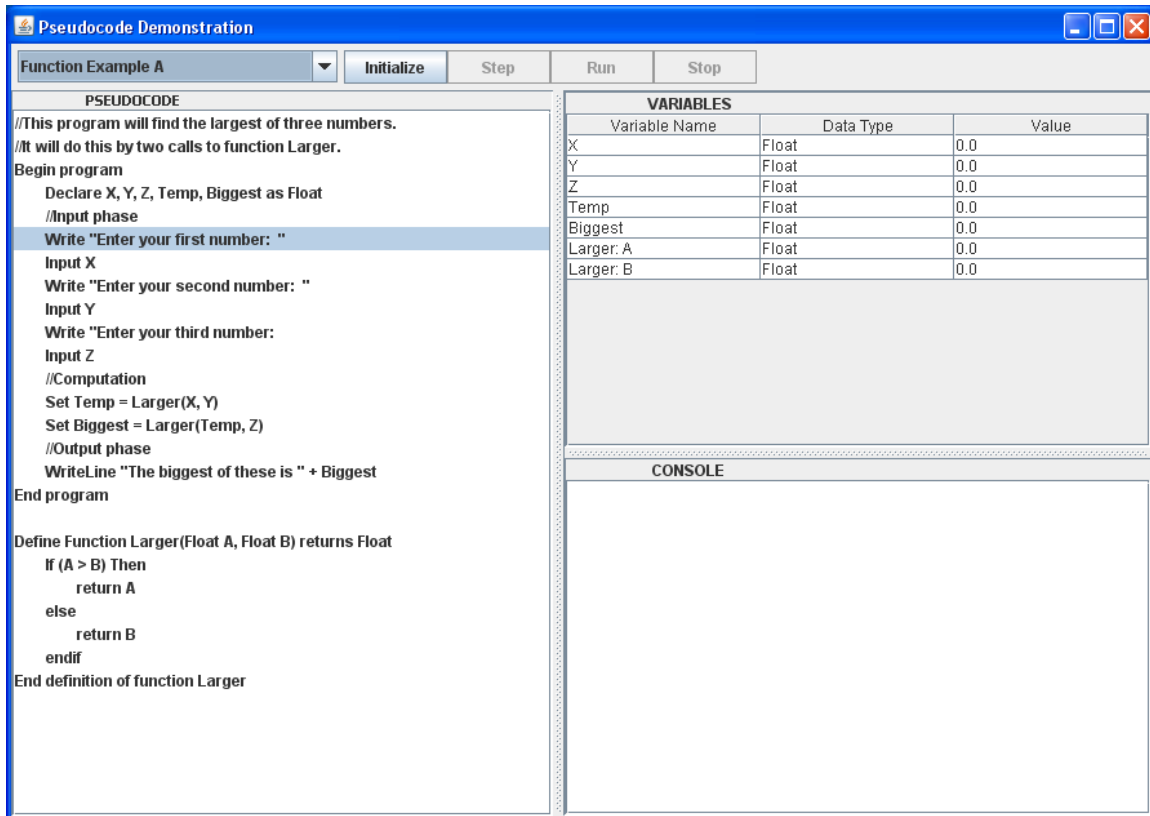 Pseudocode Demonstration
Function Example A
Initialize
Step
Run
Stop
PSEUDOCODE
//This program will find the largest of three numbers.
//It will do this by two calls to function Larger.
Begin program
Declare X, Y, Z, Temp, Biggest as Float
//Input phase
Write "Enter your first number:  "
Input X
Write "Enter your second number:  "
Input Y
Write "Enter your third number:
Input Z
//Computation
Set Temp = Larger(X, Y)
Set Biggest = Larger(Temp, Z)
//Output phase
WriteLine "The biggest of these is " + Biggest
End program
Define Function Larger(Float A, Float B) returns Float
If (A > B) Then
return A
else
return B
endif
End definition of function Larger
VARIABLES
Variable Name Data Type Value
X Float 0.0
Y Float 0.0
Z Float 0.0
Temp Float 0.0
Biggest Float 0.0
Larger: A Float 0.0
Larger: B Float 0.0
CONSOLE